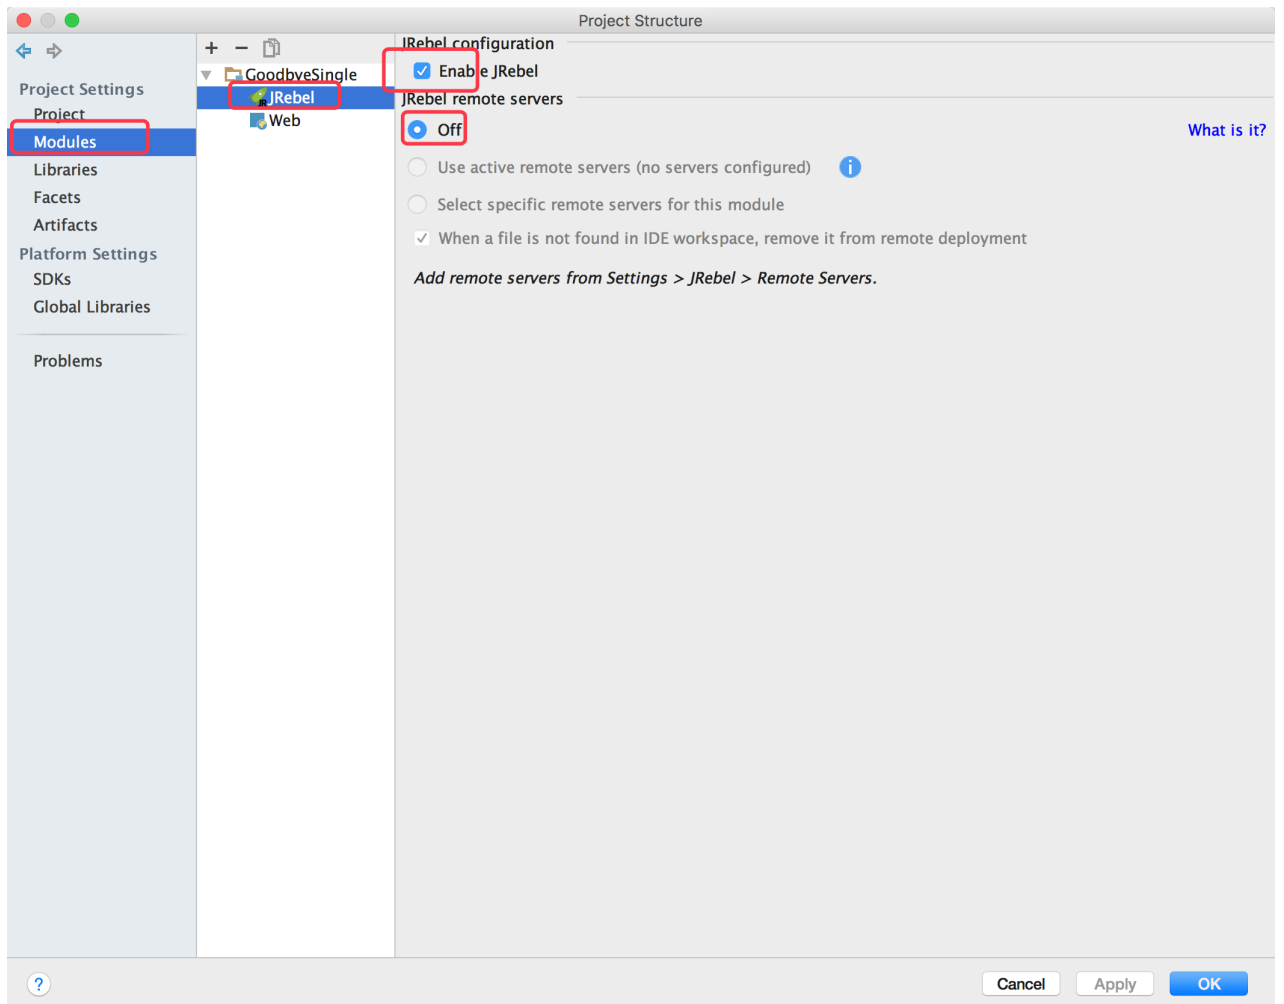 Project Structure
Project Settings
Project
Modules
Libraries
Facets
Artifacts
Platform Settings
SDKs
Global Libraries
Problems
GoodbyeSingle
JRebel
Web
JRebel configuration
Enable JRebel
JRebel remote servers
Off
What is it?
Use active remote servers (no servers configured)
Select specific remote servers for this module
When a file is not found in IDE workspace, remove it from remote deployment
Add remote servers from Settings > JRebel > Remote Servers.
?
Cancel
Apply
OK